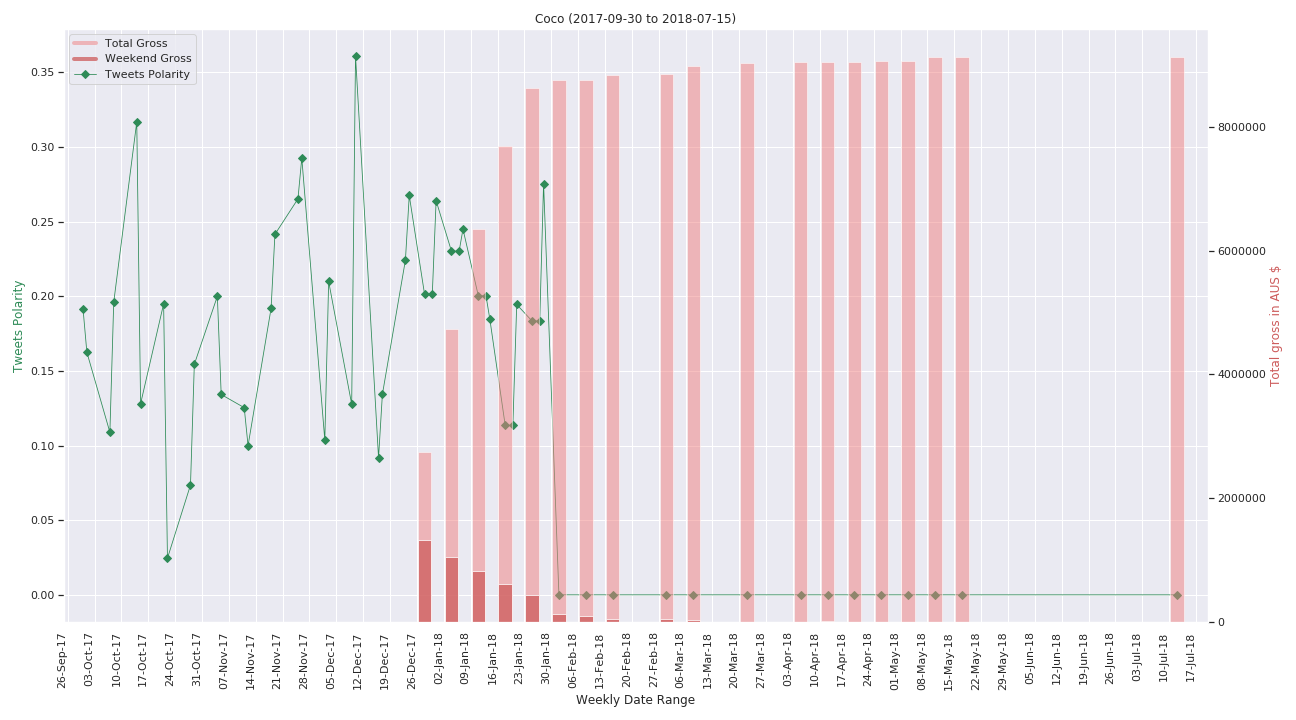 Coco (2017-09-30 to 2018-07-15)
Total Gross
Weekend Gross
Tweets Polarity
0.35
0.30
0.25
0.20
0.15
0.10
0.05
0.00
Tweets Polarity
8000000
6000000
4000000
2000000
0
Total gross in AUS $
26-Sep-17
03-Oct-17
10-Oct-17
17-Oct-17
24-Oct-17
31-Oct-17
07-Nov-17
14-Nov-17
21-Nov-17
28-Nov-17
05-Dec-17
12-Dec-17
19-Dec-17
26-Dec-17
02-Jan-18
09-Jan-18
16-Jan-18
23-Jan-18
30-Jan-18
06-Feb-18
13-Feb-18
20-Feb-18
27-Feb-18
06-Mar-18
13-Mar-18
20-Mar-18
27-Mar-18
03-Apr-18
10-Apr-18
17-Apr-18
24-Apr-18
01-May-18
08-May-18
15-May-18
22-May-18
29-May-18
05-Jun-18
12-Jun-18
19-Jun-18
26-Jun-18
03-Jul-18
10-Jul-18
17-Jul-18
Weekly Date Range